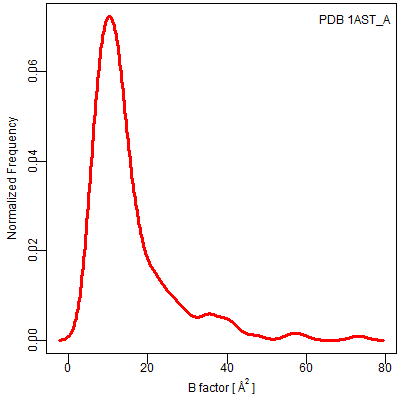 PDB 1AST_A
Normalized Frequency
0.00 0.02 0.04 0.06
0 20 40 60 80
B factor [ Å² ]